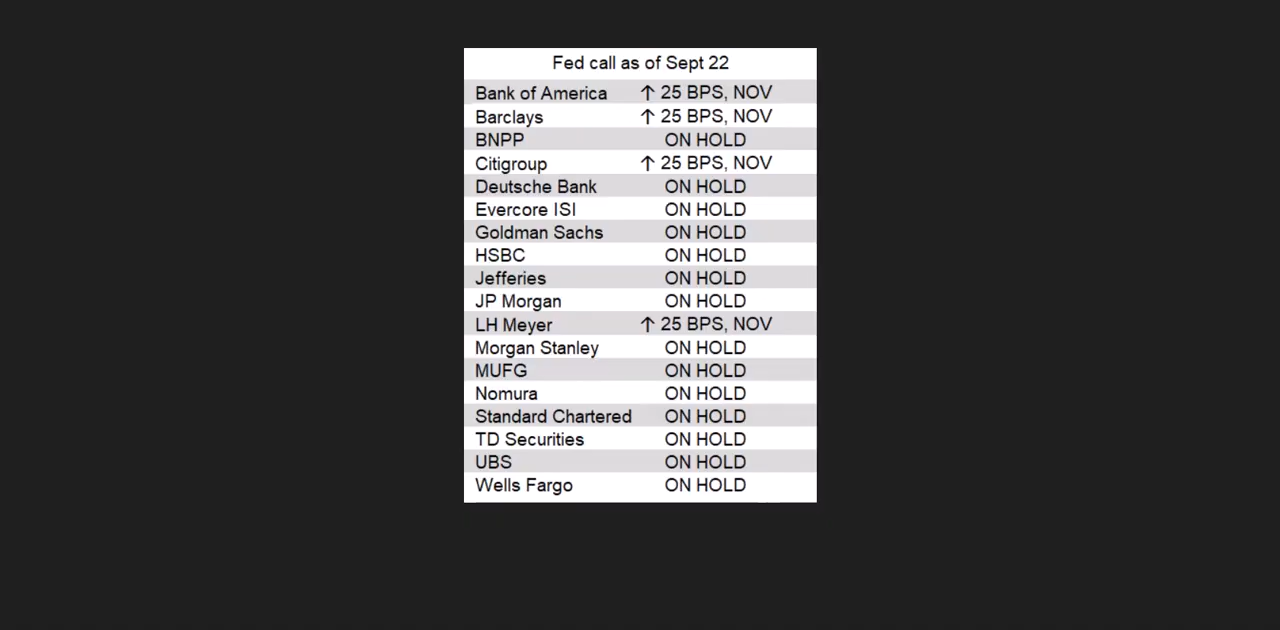 Fed call as of Sept 22
Bank of America ↑ 25 BPS, NOV
Barclays ↑ 25 BPS, NOV
BNPP ON HOLD
Citigroup ↑ 25 BPS, NOV
Deutsche Bank ON HOLD
Evercore ISI ON HOLD
Goldman Sachs ON HOLD
HSBC ON HOLD
Jefferies ON HOLD
JP Morgan ON HOLD
LH Meyer ↑ 25 BPS, NOV
Morgan Stanley ON HOLD
MUFG ON HOLD
Nomura ON HOLD
Standard Chartered ON HOLD
TD Securities ON HOLD
UBS ON HOLD
Wells Fargo ON HOLD